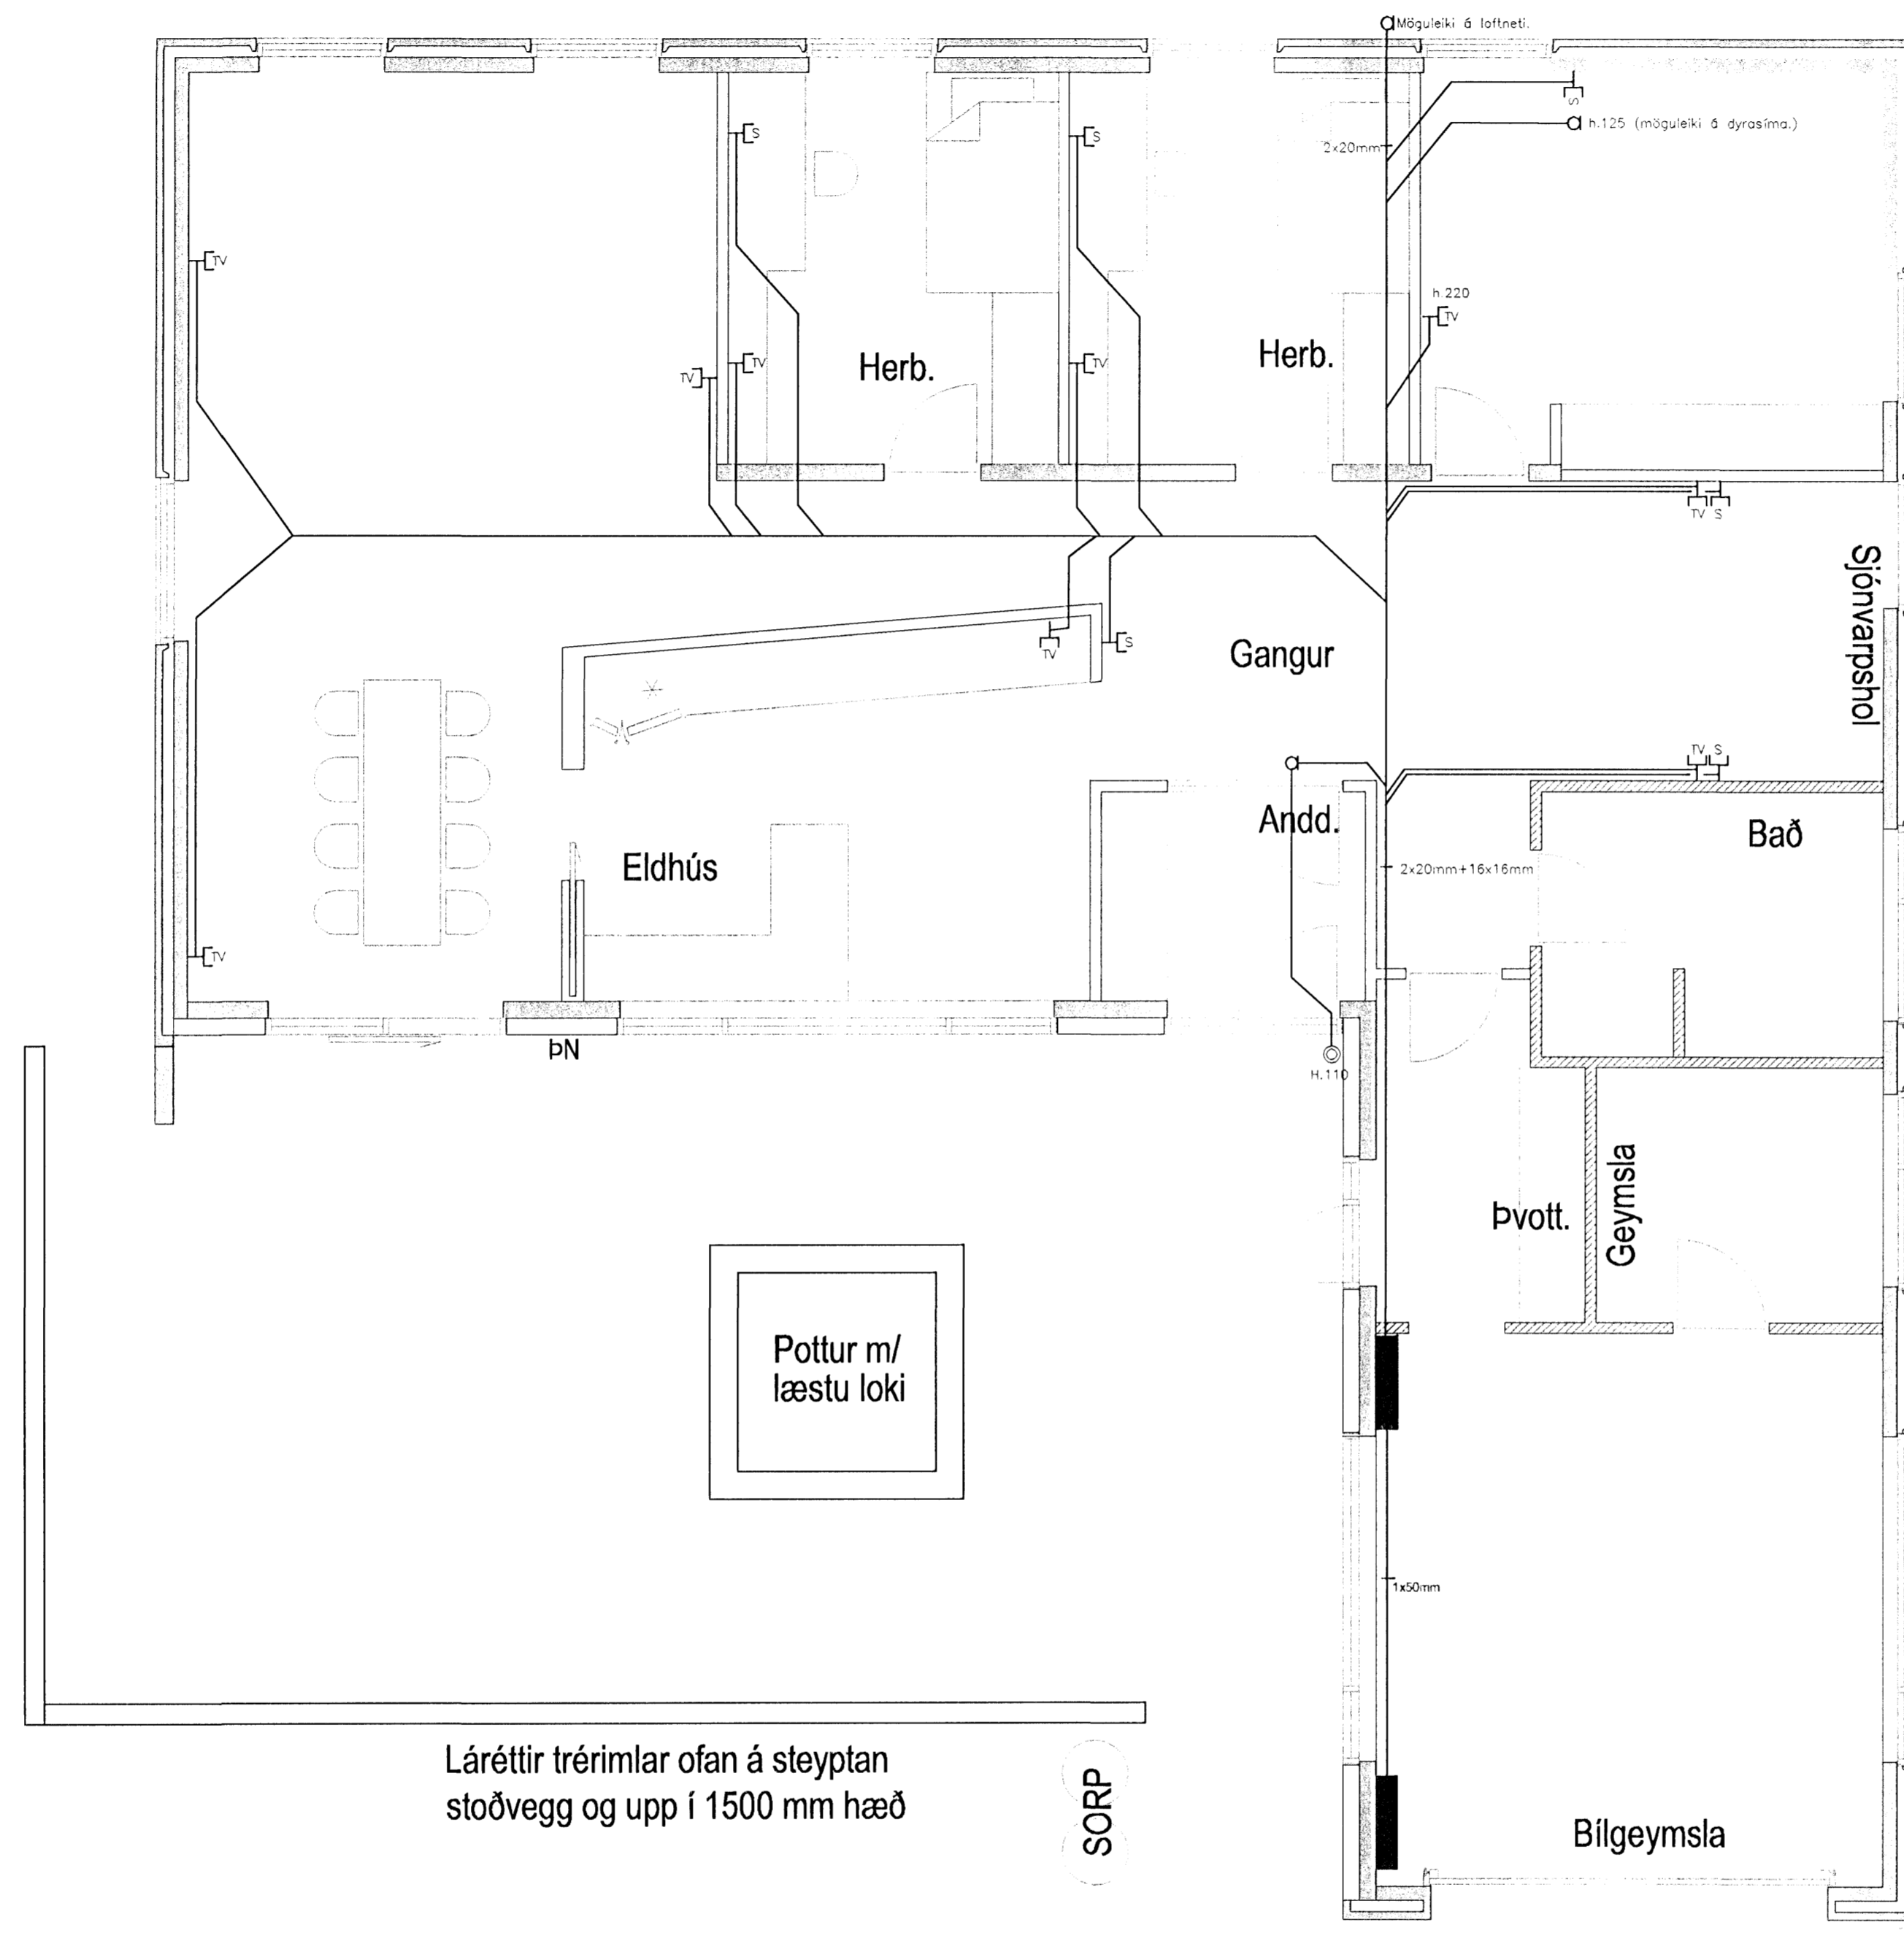 Möguleiki á loftneti.
S
h.125 (möguleiki á dyrasíma.)
S
S
2x20mm
TV
h.220
TV
TV
TV
TV
Herb.
Herb.
TV S
Sjónvarpshol
TV
S
Gangur
TV S
Andd.
Bað
Eldhús
2x20mm+16x16mm
TV
ÞN
H.110
Þvott.
Geymsla
Pottur m/
læstu loki
1x50mm
Láréttir trérimlar ofan á steyptan
stoðvegg og upp í 1500 mm hæð
SORP
Bílgeymsla